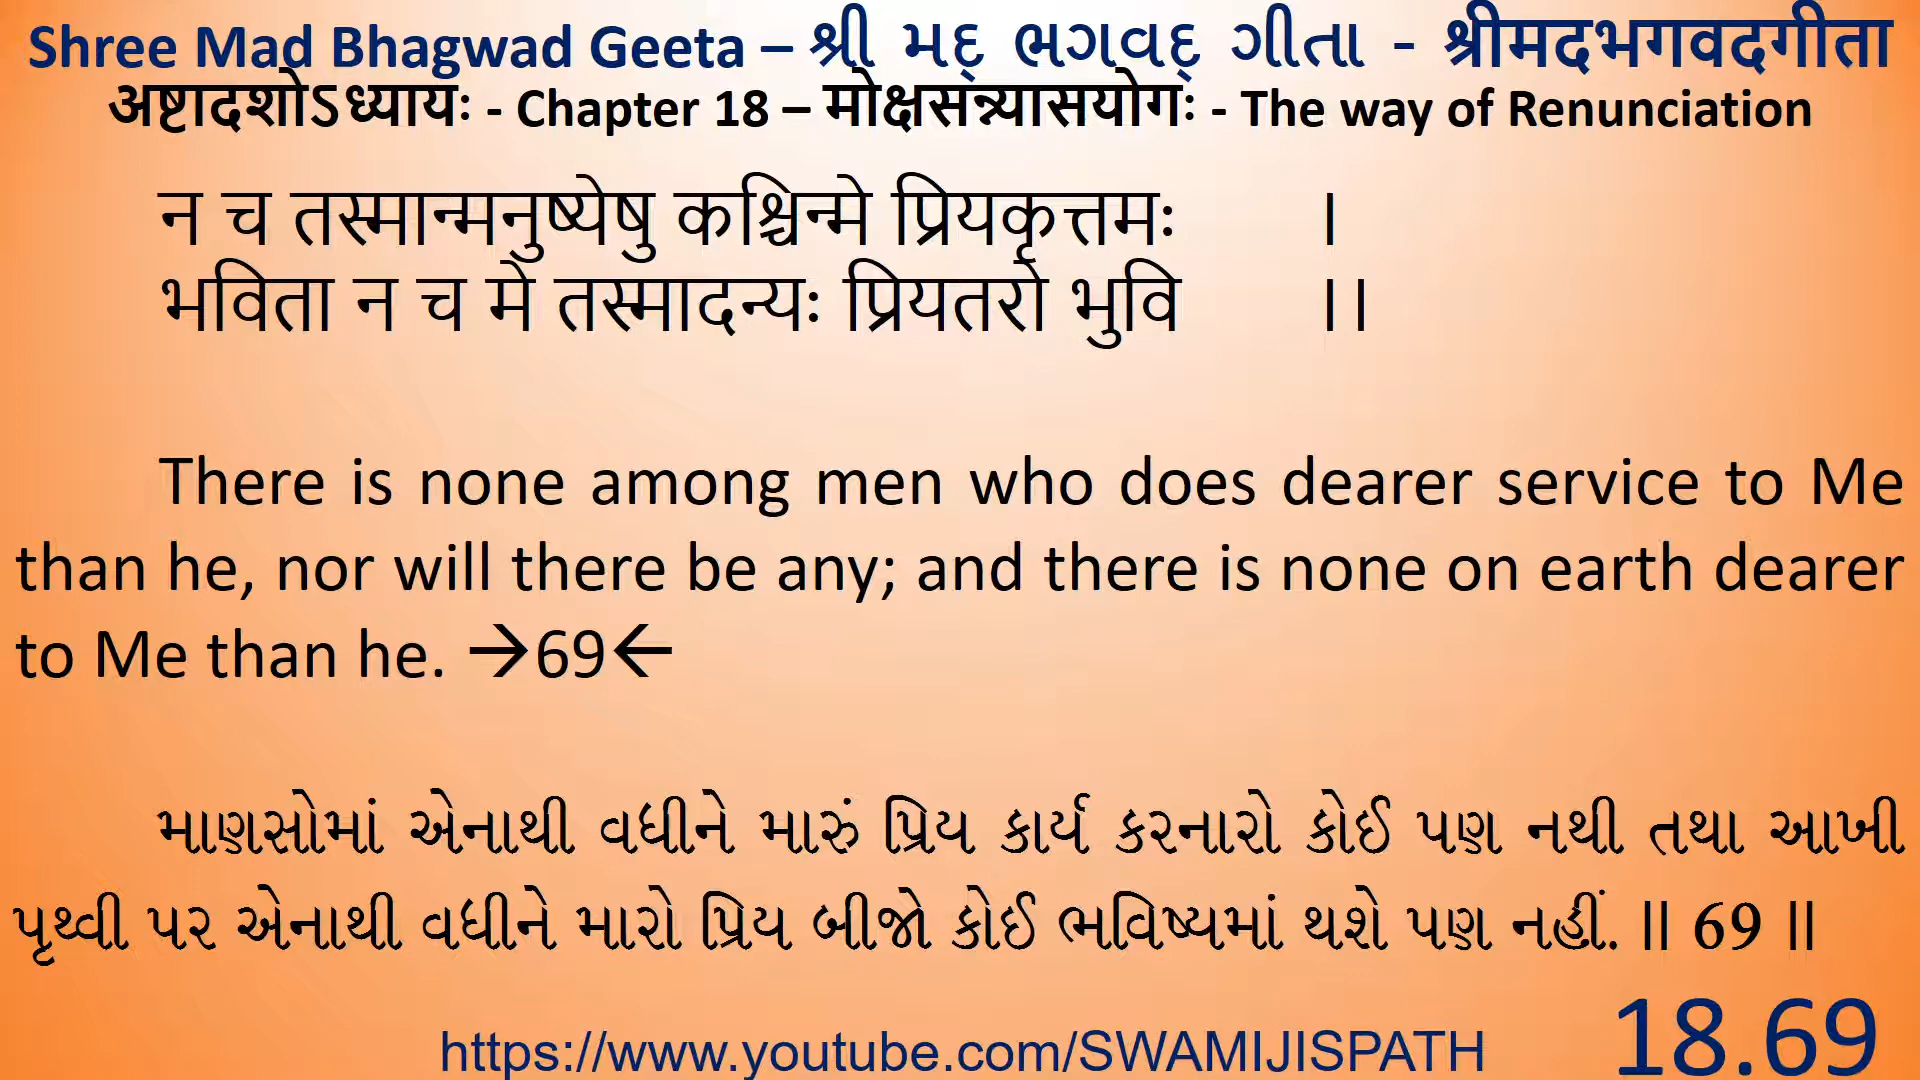 Shree Mad Bhagwad Geeta – શ્રી મદ્ ભગવદ્ ગીતા - श्रीमदभगवदगीता
अष्टादशोऽध्यायः - Chapter 18 – मोक्षसंन्यासयोगः - The way of Renunciation
न च तस्मान्मनुष्येषु कश्चिन्मे प्रियकृत्तमः ।
भविता न च मे तस्मादन्यः प्रियतरो भुवि ।।
There is none among men who does dearer service to Me
than he, nor will there be any; and there is none on earth dearer
to Me than he. →69←
માણસોમાં એનાથી વધીને મારું પ્રિય કાર્ય કરનારો કોઈ પણ નથી તથા આખી
પૃથ્વી પર એનાથી વધીને મારો પ્રિય બીજો કોઈ ભવિષ્યમાં થશે પણ નહીં. ॥ 69 ॥
https://www.youtube.com/SWAMIJISPATH
18.69